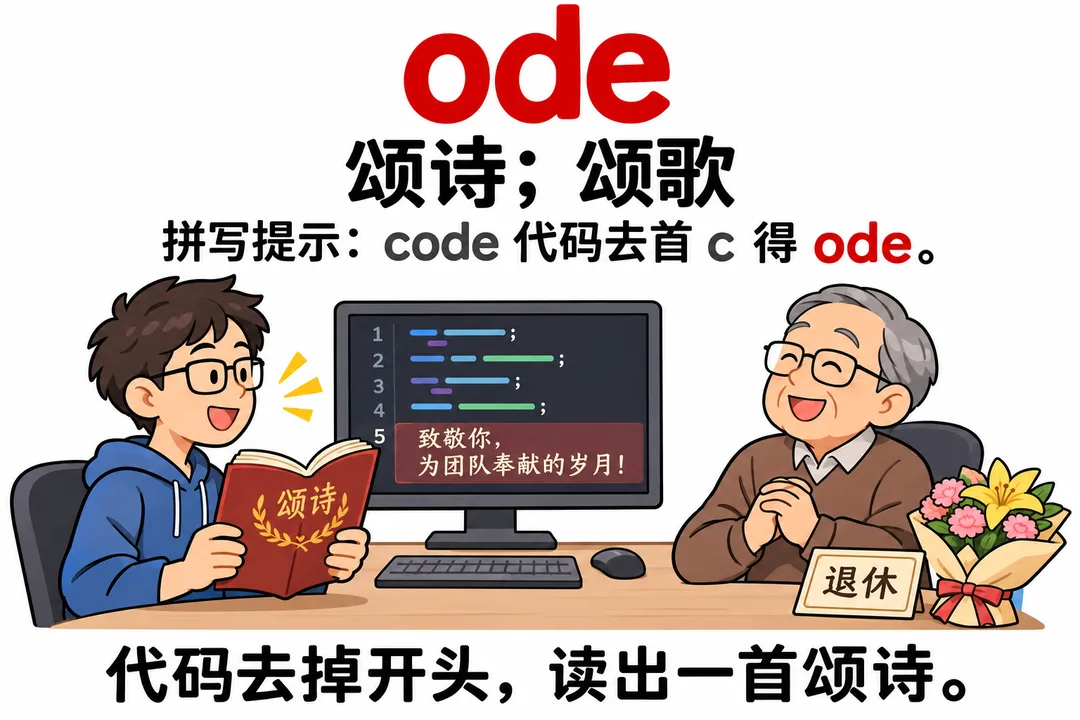 ode
颂诗；颂歌
拼写提示：code 代码去首 c 得 ode。
1 ;
2 ;
3 ;
4 ;
5 致敬你，
为团队奉献的岁月！
颂诗
退休
代码去掉开头，读出一首颂诗。